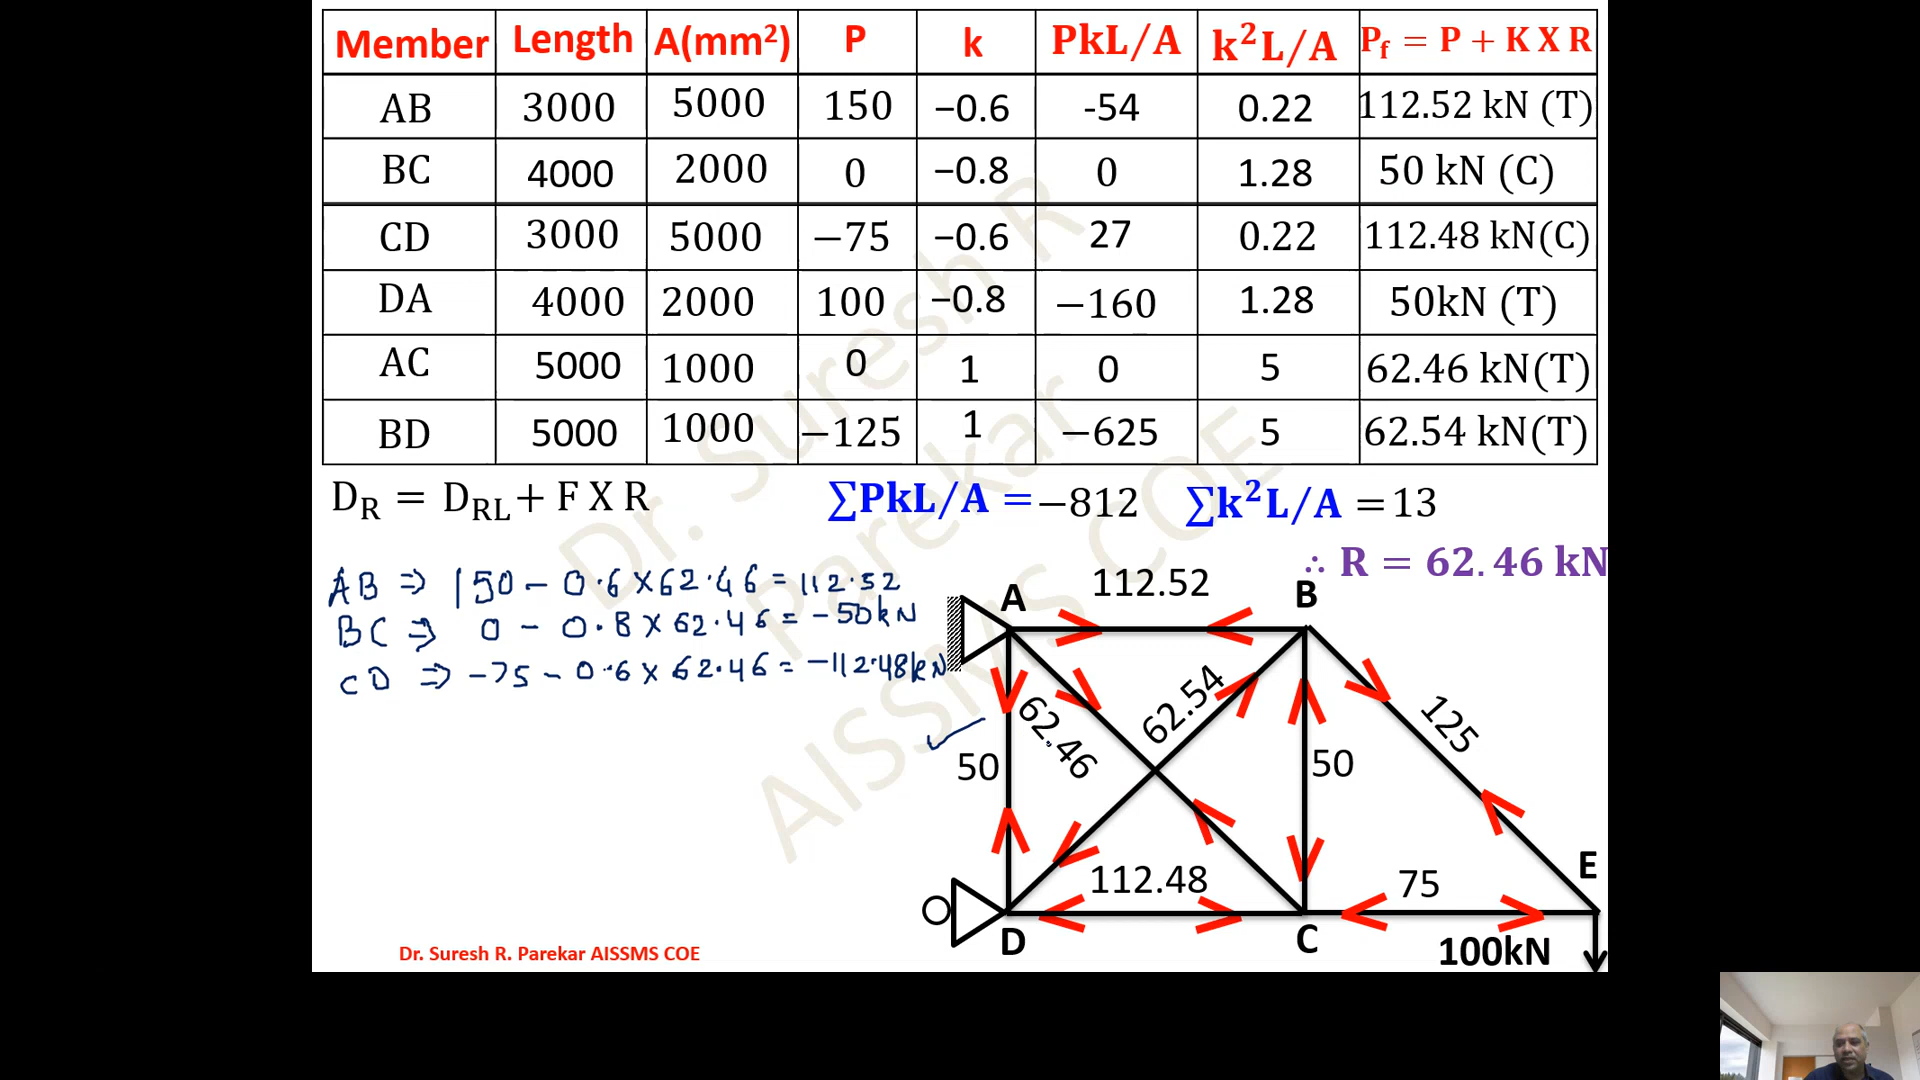 Member Length A(mm²) P k PkL/A k²L/A P_f = P + K X R
AB 3000 5000 150 −0.6 -54 0.22 112.52 kN (T)
BC 4000 2000 0 −0.8 0 1.28 50 kN (C)
CD 3000 5000 −75 −0.6 27 0.22 112.48 kN(C)
DA 4000 2000 100 −0.8 −160 1.28 50kN (T)
AC 5000 1000 0 1 0 5 62.46 kN(T)
BD 5000 1000 −125 1 −625 5 62.54 kN(T)
D_R = D_RL + F X R ∑PkL/A = −812 ∑k²L/A = 13
∴ R = 62.46 kN
AB ⇒ 150 - 0.6 X 62.46 = 112.52
BC ⇒ 0 - 0.8 X 62.46 = -50kN
CD ⇒ -75 - 0.6 X 62.46 = -112.48kN
A 112.52 B
62.46 62.54 125
50 50
112.48 75 E
D C 100kN
Dr. Suresh R
Parekar
AISSMS COE
Dr. Suresh R. Parekar AISSMS COE